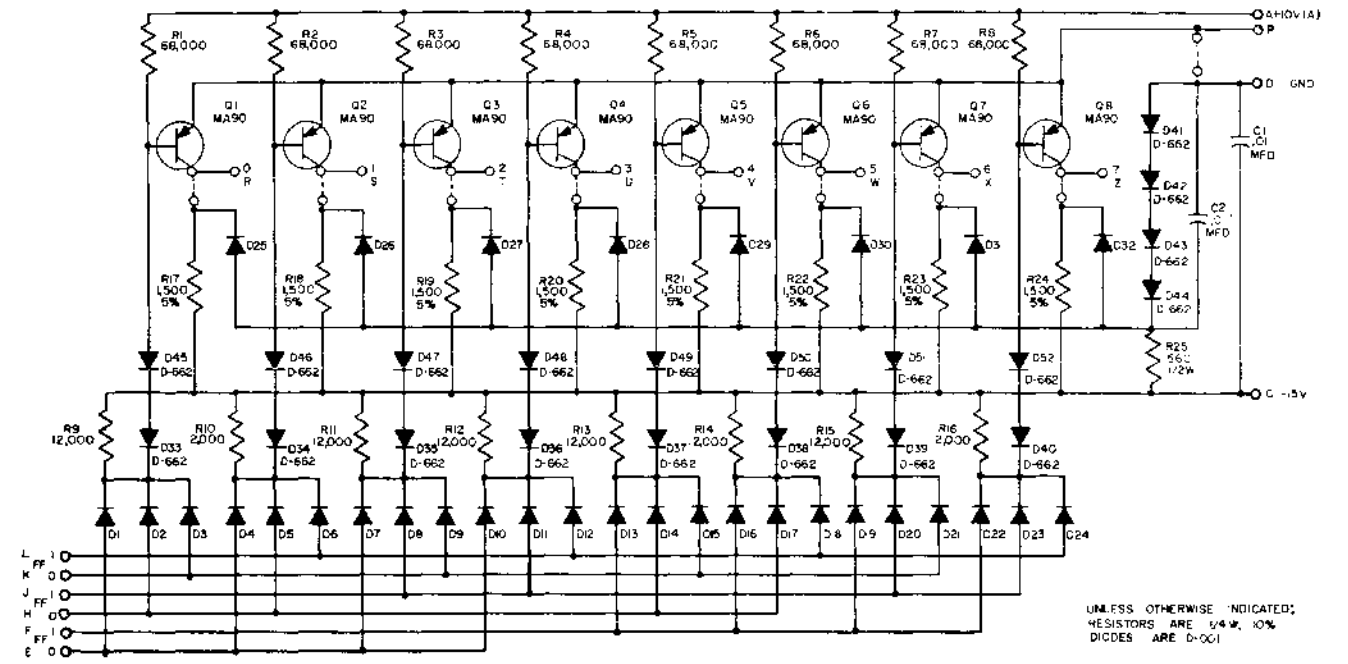 R1 68,000
R2 68,000
R3 68,000
R4 68,000
R5 68,000
R6 68,000
R7 68,000
R8 68,000
A+10V(A)
P
D GND
Q1 MA90
Q2 MA90
Q3 MA90
Q4 MA90
Q5 MA90
Q6 MA90
Q7 MA90
Q8 MA90
D41 D-662
C1 .01 MFD
0 R
1 S
2 T
3 U
4 V
5 W
6 X
7 Z
D42 D-662
C2
MFD
D25
D26
D27
D28
D29
D30
D3
D32
D43 D-662
R17 1,500 5%
R18 1,500 5%
R19 1,500 5%
R20 1,500 5%
R21 1,500 5%
R22 1,500 5%
R23 1,500 5%
R24 1,500 5%
D44 D-662
R25 560 1/2W
D45 D-662
D46 D-662
D47 D-662
D48 D-662
D49 D-662
D50 D-662
D51 D-662
D52 D-662
C -15V
R9 12,000
R10 2,000
R11 12,000
R12 12,000
R13 12,000
R14 2,000
R15 12,000
R16 2,000
D33 D-662
D34 D-662
D35 D-662
D36 D-662
D37 D-662
D38 D-662
D39 D-662
D40 D-662
D1
D2
D3
D4
D5
D6
D7
D8
D9
D10
D11
D12
D13
D14
D15
D16
D17
D18
D19
D20
D21
D22
D23
C24
L FF 1
K 0
J FF 1
H 0
F FF 1
E 0
UNLESS OTHERWISE INDICATED;
RESISTORS ARE 1/4W, 10%
DIODES ARE D-001